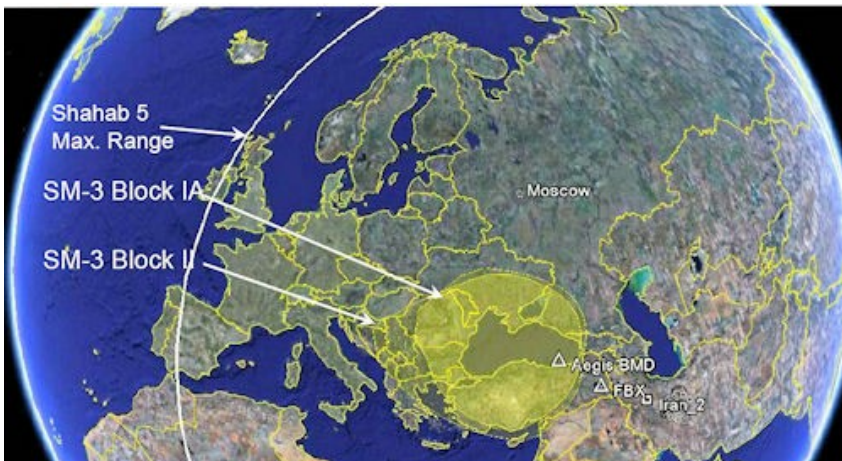 Shahab 5
Max. Range
SM-3 Block IA
SM-3 Block II
Moscow
Aegis BMD
FBX
Iran_2